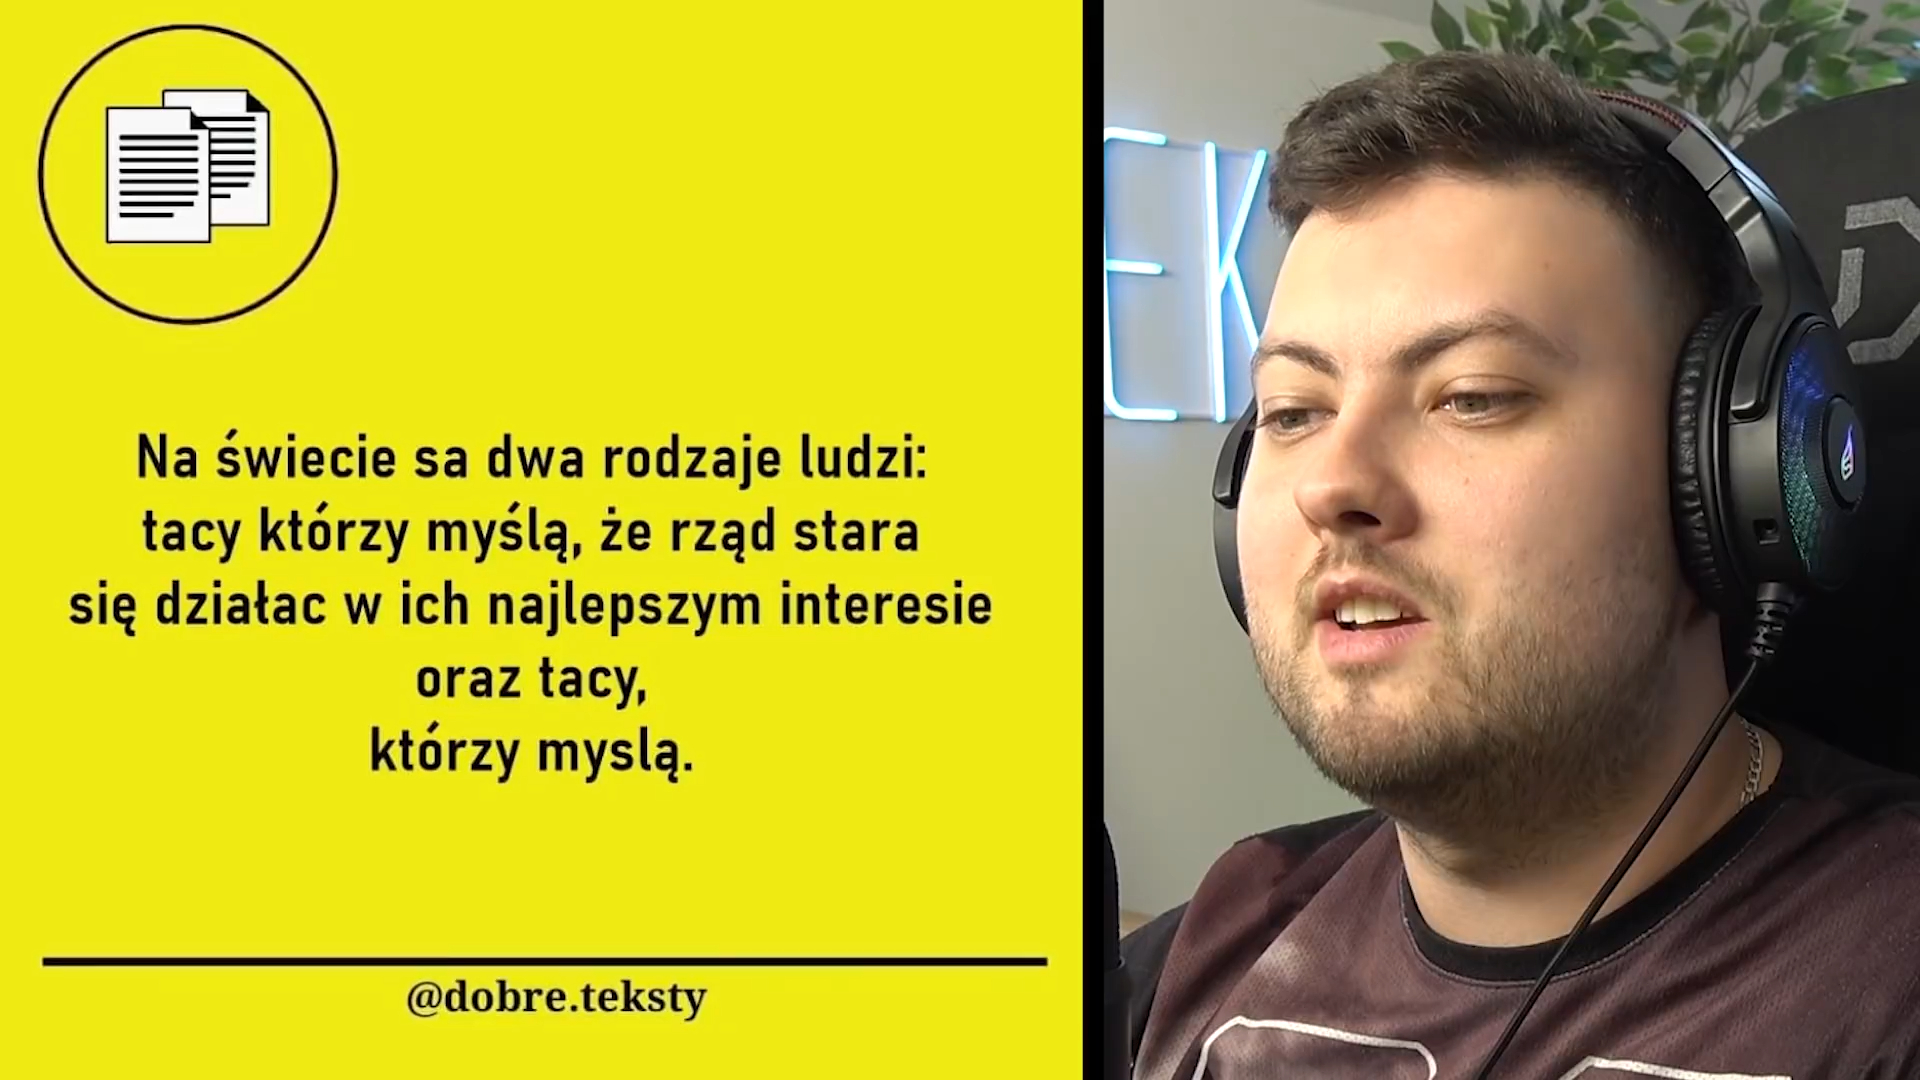 Na świecie sa dwa rodzaje ludzi:
tacy którzy myślą, że rząd stara
się działac w ich najlepszym interesie
oraz tacy,
którzy myslą.
@dobre.teksty
EK